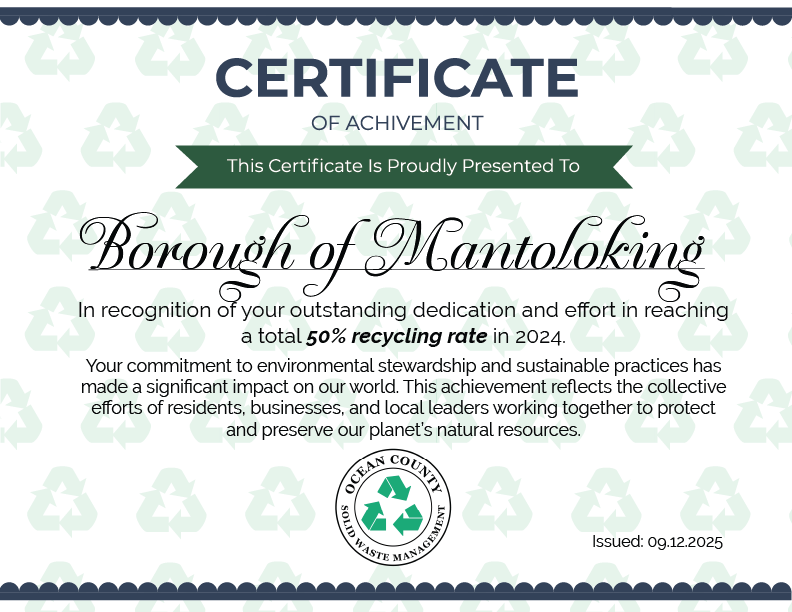 CERTIFICATE
OF ACHIVEMENT
This Certificate Is Proudly Presented To
Borough of Mantoloking
In recognition of your outstanding dedication and effort in reaching
a total 50% recycling rate in 2024.
Your commitment to environmental stewardship and sustainable practices has
made a significant impact on our world. This achievement reflects the collective
efforts of residents, businesses, and local leaders working together to protect
and preserve our planet's natural resources.
OCEAN COUNTY
SOLID WASTE MANAGEMENT
Issued: 09.12.2025